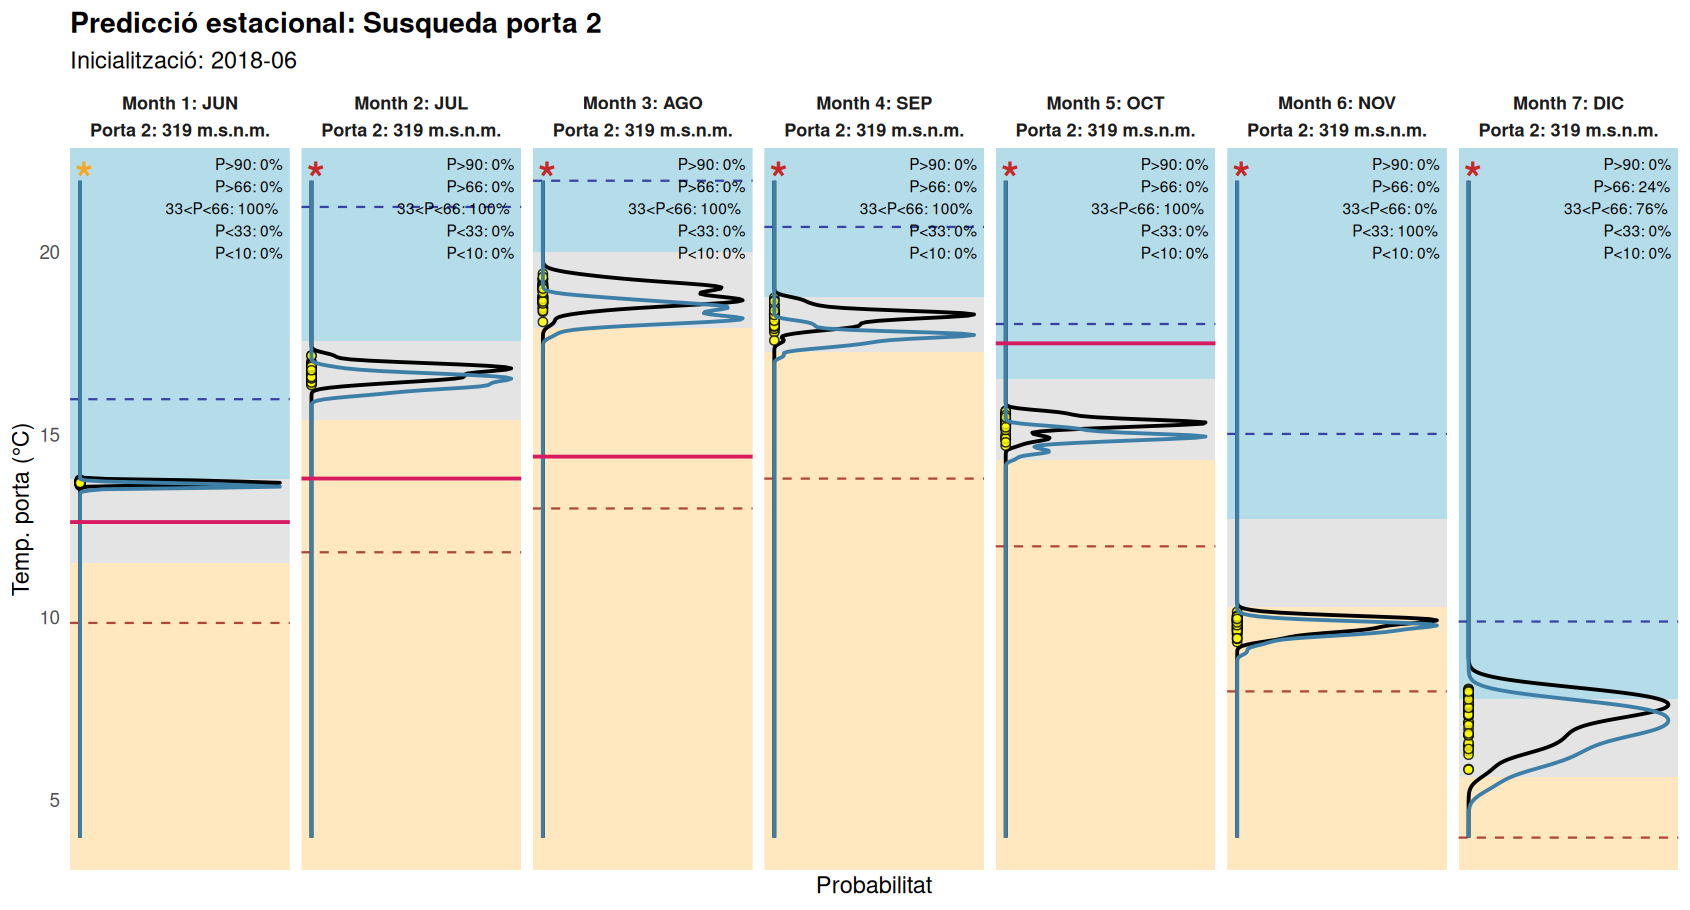 Predicció estacional: Susqueda porta 2
Inicialització: 2018-06
Month 1: JUN
Porta 2: 319 m.s.n.m.
Month 2: JUL
Porta 2: 319 m.s.n.m.
Month 3: AGO
Porta 2: 319 m.s.n.m.
Month 4: SEP
Porta 2: 319 m.s.n.m.
Month 5: OCT
Porta 2: 319 m.s.n.m.
Month 6: NOV
Porta 2: 319 m.s.n.m.
Month 7: DIC
Porta 2: 319 m.s.n.m.
*
P>90: 0%
P>66: 0%
33<P<66: 100%
P<33: 0%
P<10: 0%
*
P>90: 0%
P>66: 0%
33<P<66: 100%
P<33: 0%
P<10: 0%
*
P>90: 0%
P>66: 0%
33<P<66: 100%
P<33: 0%
P<10: 0%
*
P>90: 0%
P>66: 0%
33<P<66: 100%
P<33: 0%
P<10: 0%
*
P>90: 0%
P>66: 0%
33<P<66: 100%
P<33: 0%
P<10: 0%
*
P>90: 0%
P>66: 0%
33<P<66: 0%
P<33: 100%
P<10: 0%
*
P>90: 0%
P>66: 24%
33<P<66: 76%
P<33: 0%
P<10: 0%
Temp. porta (°C)
20
15
10
5
Probabilitat